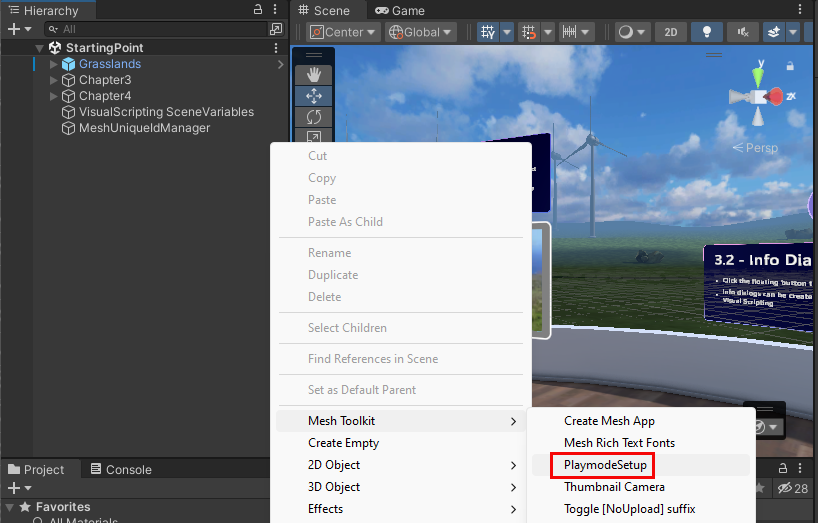 Hierarchy
All
StartingPoint
Grasslands
Chapter3
Chapter4
VisualScripting SceneVariables
MeshUniqueIdManager
Scene
Game
Center
Global
2D
y
x
Persp
3.2 - Info Dia
Click the floating button t
Info dialogs can be create
Visual Scripting
Cut
Copy
Paste
Paste As Child
Rename
Duplicate
Delete
Select Children
Find References in Scene
Set as Default Parent
Mesh Toolkit
Create Empty
2D Object
3D Object
Effects
Create Mesh App
Mesh Rich Text Fonts
PlaymodeSetup
Thumbnail Camera
Toggle [NoUpload] suffix
Project
Console
28
Favorites
All Materials